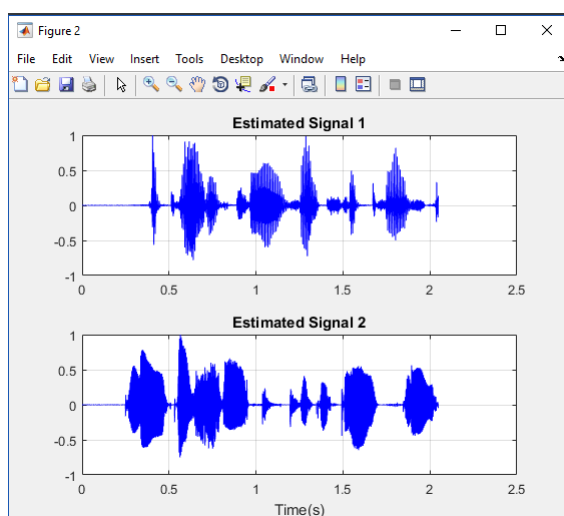 Figure 2
File Edit View Insert Tools Desktop Window Help
Estimated Signal 1
1
0.5
0
-0.5
-1
0 0.5 1 1.5 2 2.5
Estimated Signal 2
1
0.5
0
-0.5
-1
0 0.5 1 1.5 2 2.5
Time(s)